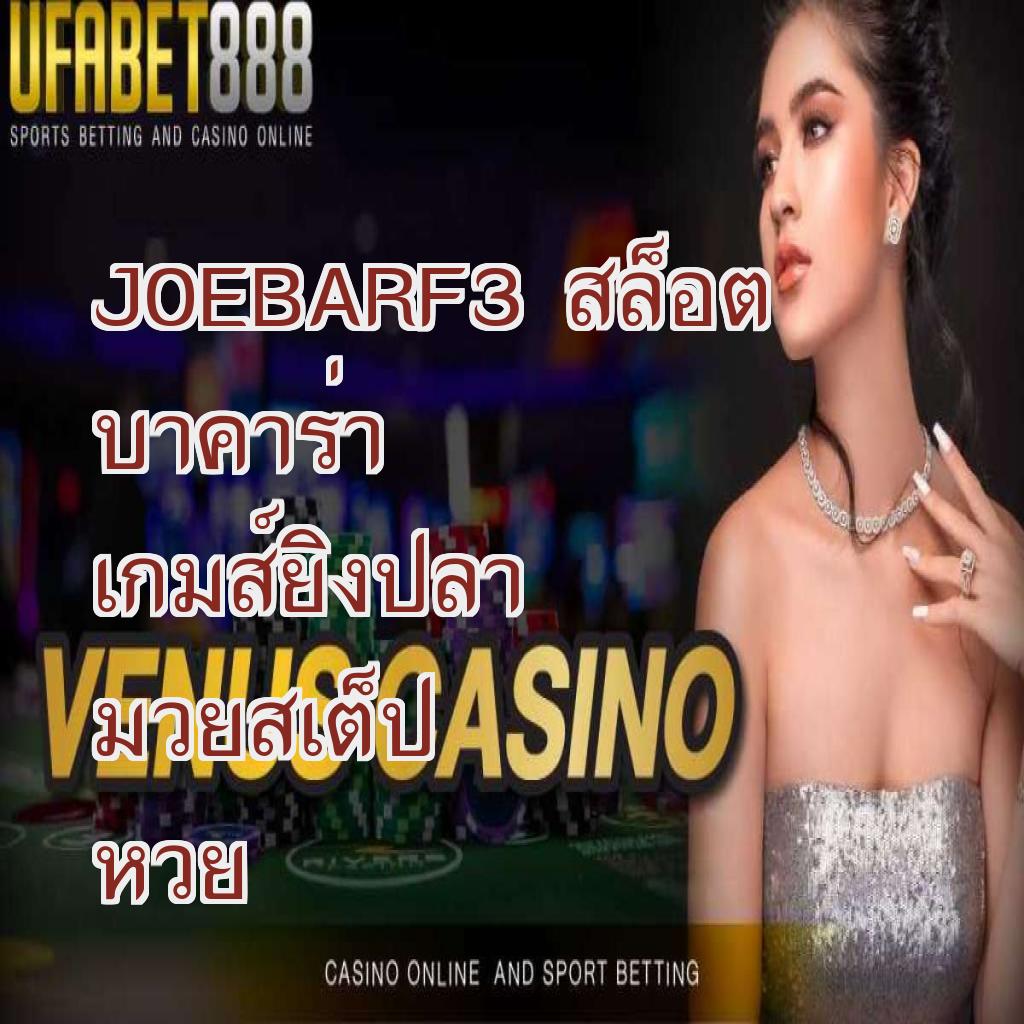 UFABET888
SPORTS BETTING AND CASINO ONLINE
JOEBARF3 สล็อต
บาคาร่า
เกมส์ยิงปลา
VENUS CASINO
มวยสเต็ป
หวย
CASINO ONLINE AND SPORT BETTING